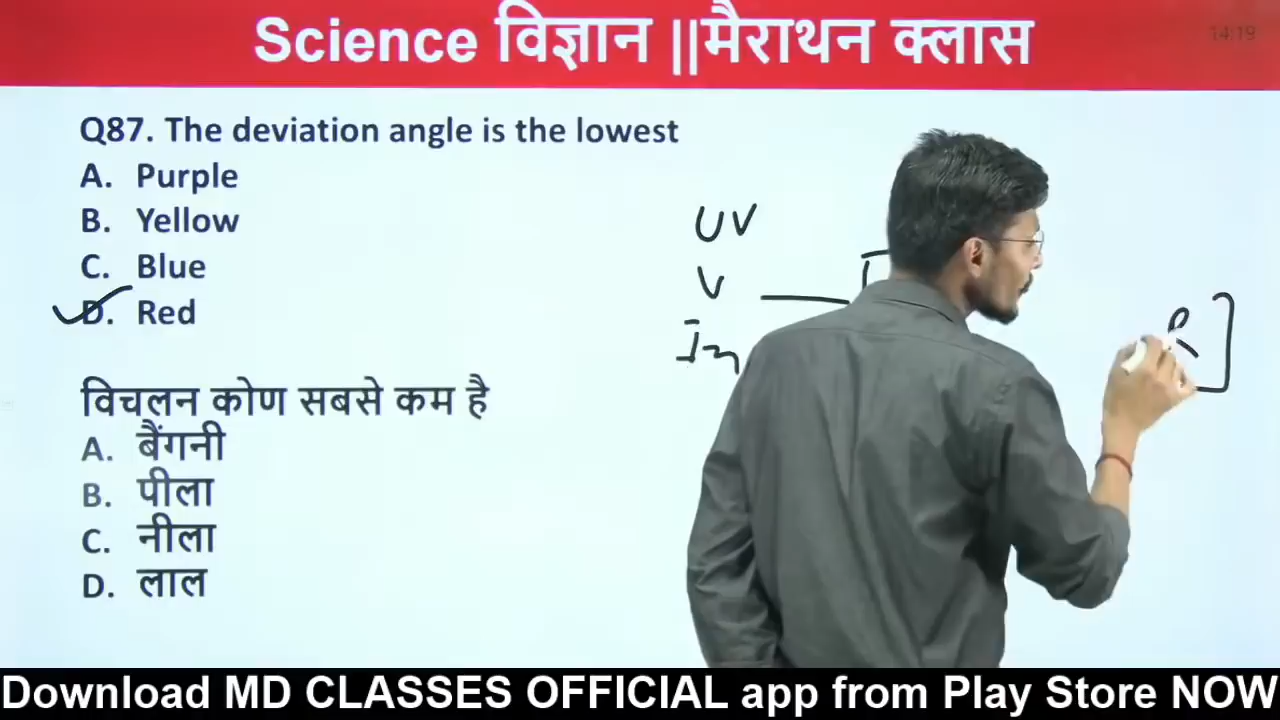 Science विज्ञान ||मैराथन क्लास
14:19
Q87. The deviation angle is the lowest
A. Purple
B. Yellow
C. Blue
D. Red
UV
V
In
R
विचलन कोण सबसे कम है
A. बैंगनी
B. पीला
C. नीला
D. लाल
Download MD CLASSES OFFICIAL app from Play Store NOW